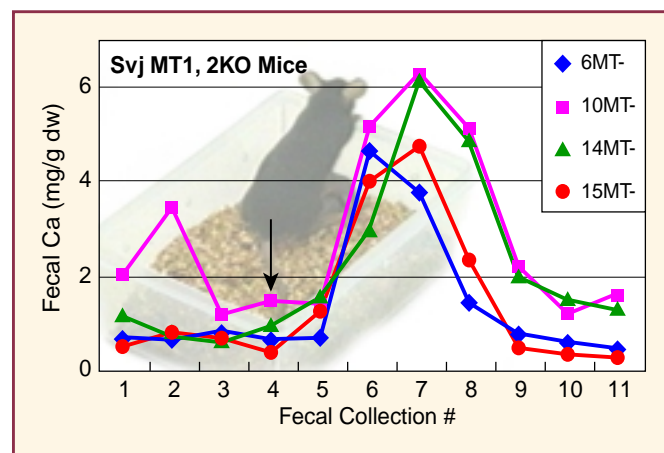 Svj MT1, 2KO Mice
6MT-
10MT-
14MT-
15MT-
Fecal Ca (mg/g dw)
6
4
2
0
1 2 3 4 5 6 7 8 9 10 11
Fecal Collection #